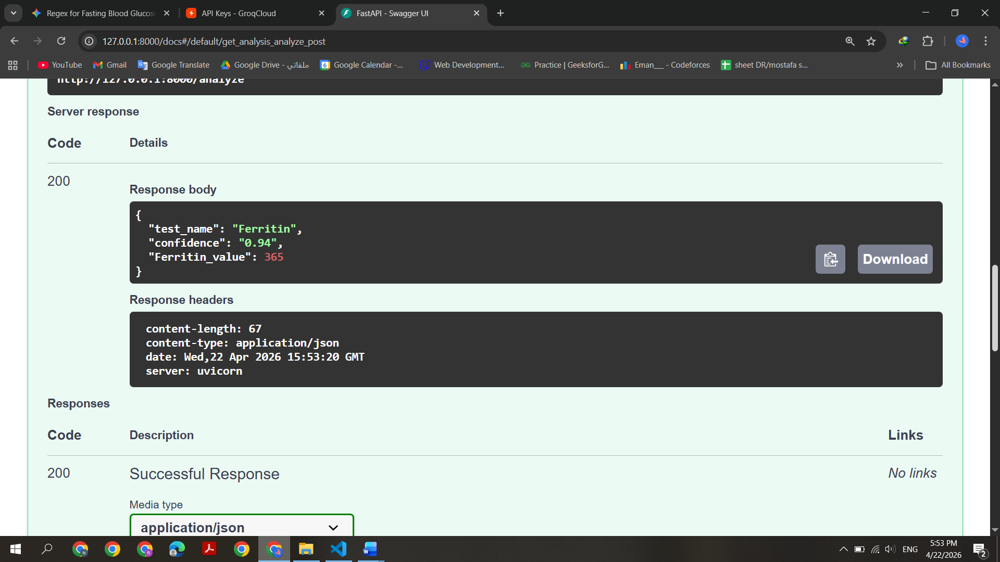 Regex for Fasting Blood Glucos
API Keys - GroqCloud
FastAPI - Swagger UI
127.0.0.1:8000/docs#/default/get_analysis_analyze_post
YouTube
Gmail
Google Translate
Google Drive - ملفاتي
Google Calendar -...
Web Development...
Practice | GeeksforG...
Eman___ - Codeforces
sheet DR/mostafa s...
All Bookmarks
http://127.0.0.1:8000/analyze
Server response
Code Details
200
Response body
{
"test_name": "Ferritin",
"confidence": "0.94",
"Ferritin_value": 365
}
Download
Response headers
content-length: 67
content-type: application/json
date: Wed,22 Apr 2026 15:53:20 GMT
server: uvicorn
Responses
Code Description Links
200 Successful Response No links
Media type
application/json
ENG
5:53 PM
4/22/2026
2